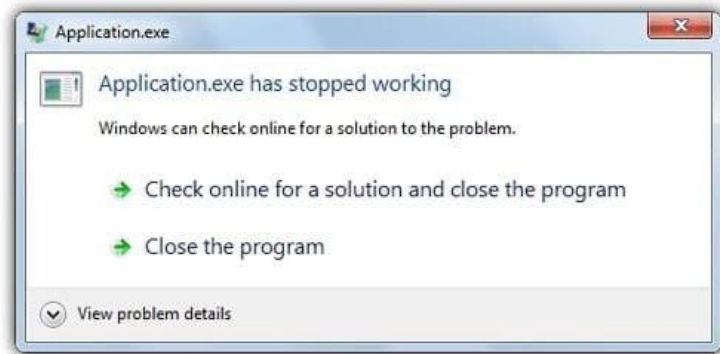 Application.exe
Application.exe has stopped working
Windows can check online for a solution to the problem.
Check online for a solution and close the program
Close the program
View problem details